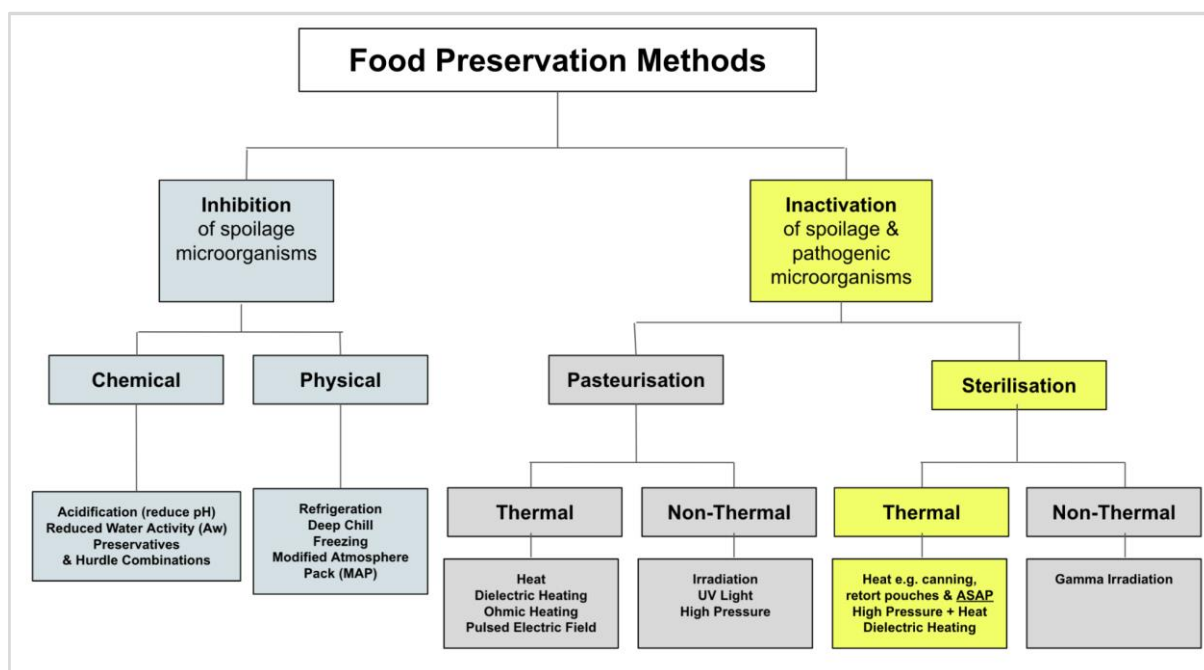 Food Preservation Methods
Inhibition
of spoilage
microorganisms
Inactivation
of spoilage &
pathogenic
microorganisms
Chemical
Physical
Pasteurisation
Sterilisation
Acidification (reduce pH)
Reduced Water Activity (Aw)
Preservatives
& Hurdle Combinations
Refrigeration
Deep Chill
Freezing
Modified Atmosphere
Pack (MAP)
Thermal
Non-Thermal
Thermal
Non-Thermal
Heat
Dielectric Heating
Ohmic Heating
Pulsed Electric Field
Irradiation
UV Light
High Pressure
Heat e.g. canning,
retort pouches & ASAP
High Pressure + Heat
Dielectric Heating
Gamma Irradiation